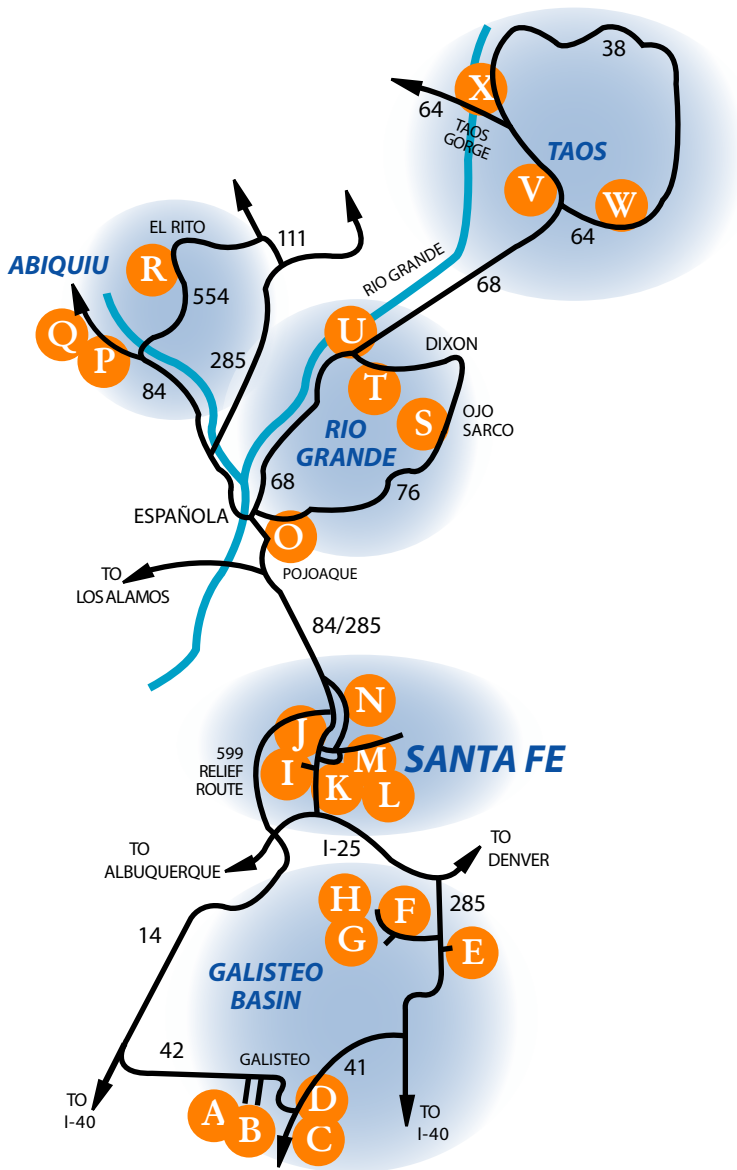 38
X
64
TAOS
GORGE
TAOS
V
W
64
EL RITO
111
ABIQUIU
R
554
RIO GRANDE
68
Q
P
84
285
U
DIXON
T
S
OJO
SARCO
RIO
GRANDE
68
76
ESPAÑOLA
O
POJOAQUE
TO
LOS ALAMOS
84/285
N
J
599
RELIEF
ROUTE
I
M
K
L
SANTA FE
TO
ALBUQUERQUE
I-25
TO
DENVER
H
F
285
G
E
14
GALISTEO
BASIN
42
GALISTEO
41
TO
I-40
A
B
D
C
TO
I-40